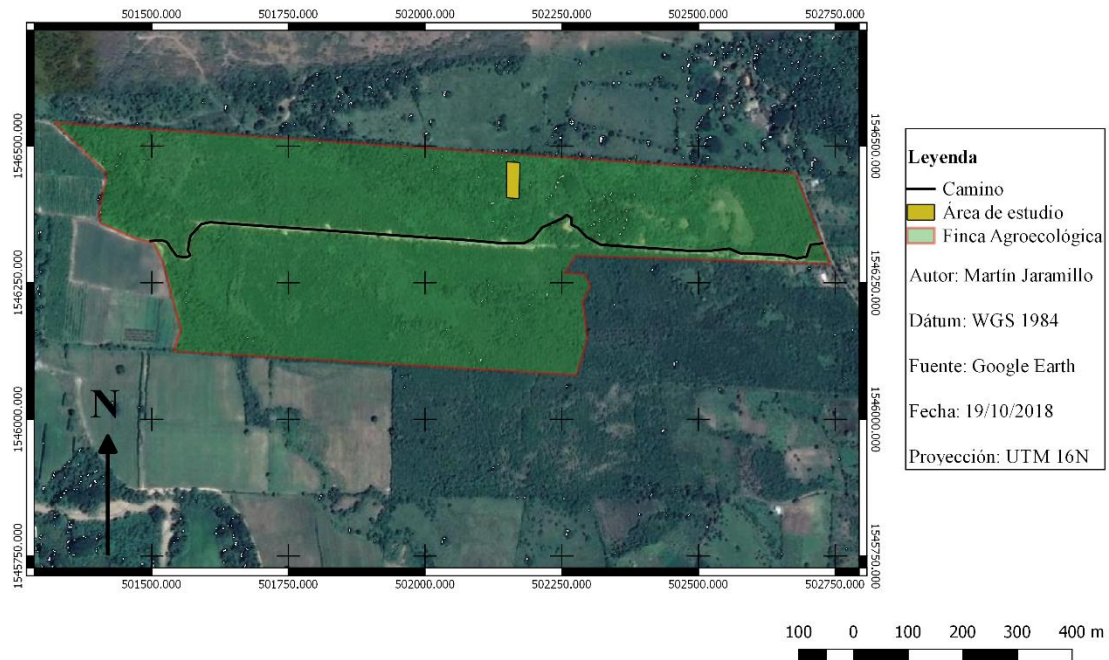 501500.000 501750.000 502000.000 502250.000 502500.000 502750.000
1546500.000
1546250.000
1546000.000
1545750.000
N
1546500.000
1546250.000
1546000.000
1545750.000
501500.000 501750.000 502000.000 502250.000 502500.000 502750.000
Leyenda
Camino
Área de estudio
Finca Agroecológica
Autor: Martín Jaramillo
Dátum: WGS 1984
Fuente: Google Earth
Fecha: 19/10/2018
Proyección: UTM 16N
100 0 100 200 300 400 m